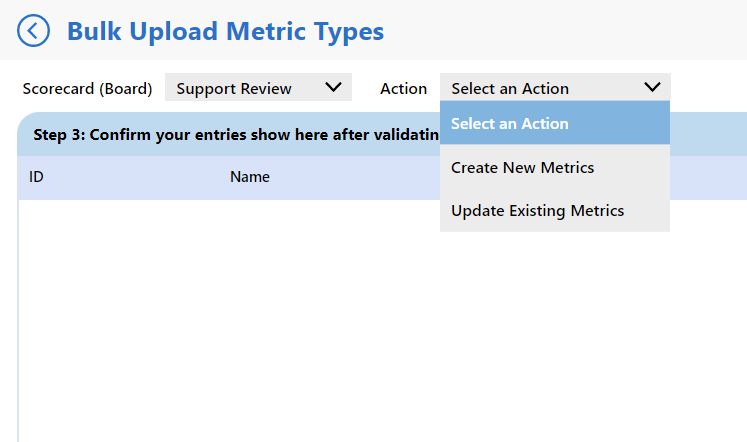 Bulk Upload Metric Types
Scorecard (Board) Support Review Action Select an Action
Select an Action
Step 3: Confirm your entries show here after validatin
Create New Metrics
ID Name
Update Existing Metrics